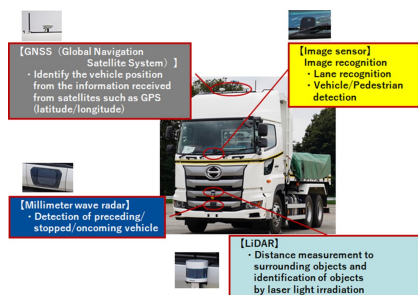 【GNSS（Global Navigation
Satellite System）】
・Identify the vehicle position
from the information received
from satellites such as GPS
(latitude/longitude)
【Image sensor】
Image recognition
・Lane recognition
・Vehicle/Pedestrian
detection
【Millimeter wave radar】
・Detection of preceding/
stopped/oncoming vehicle
【LiDAR】
・Distance measurement to
surrounding objects and
identification of objects
by laser light irradiation